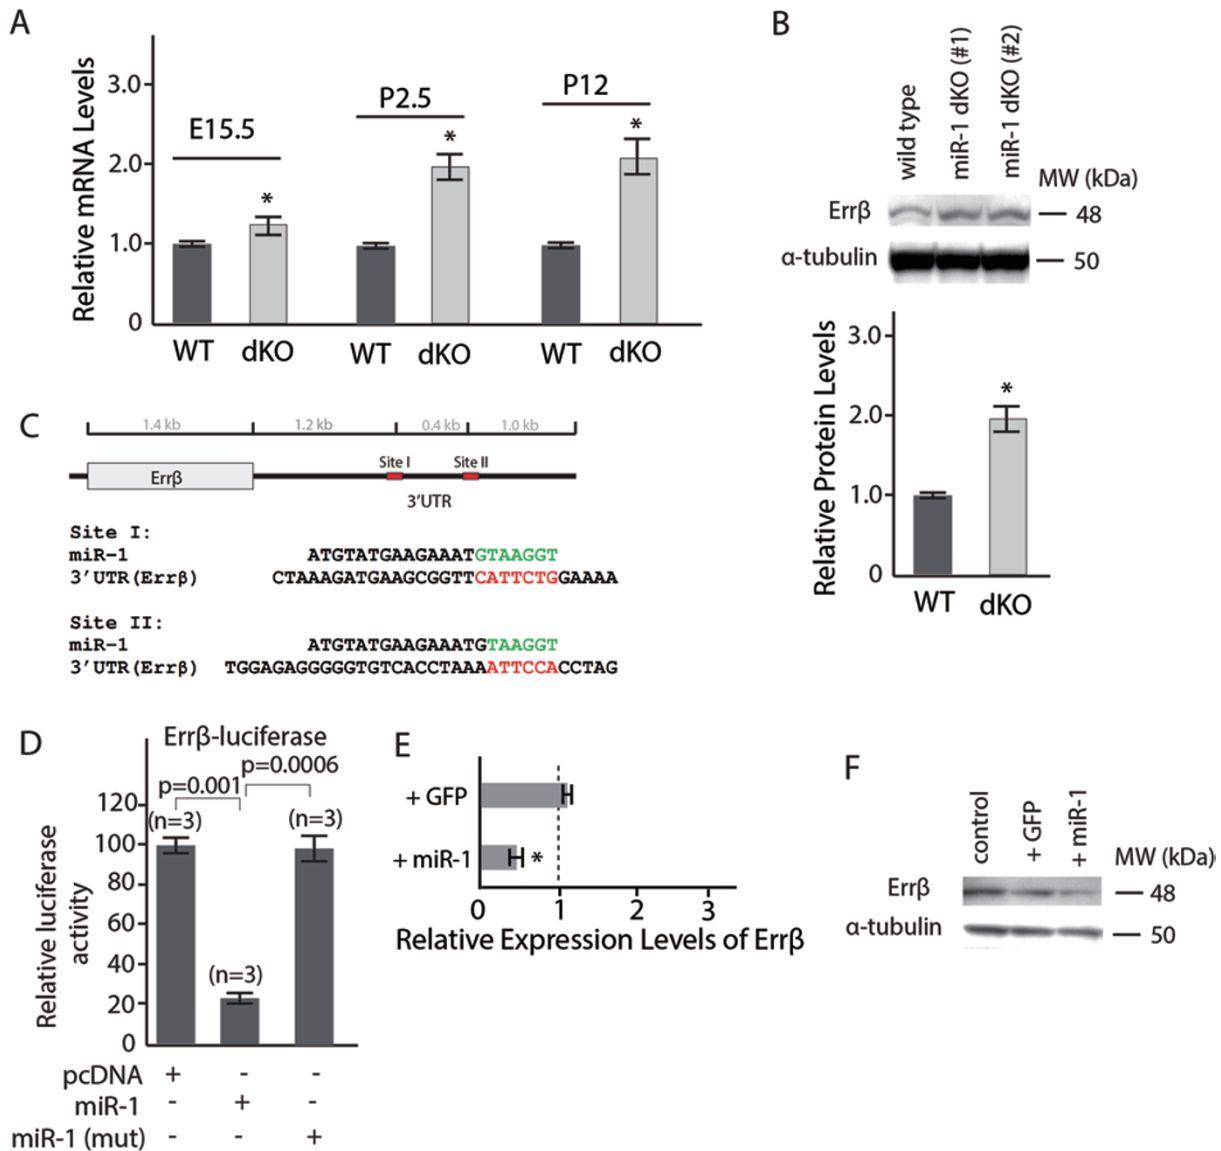 A
Relative mRNA Levels
3.0
2.0
1.0
0
E15.5
P2.5
P12
*
*
*
WT
dKO
WT
dKO
WT
dKO
B
wild type
miR-1 dKO (#1)
miR-1 dKO (#2)
MW (kDa)
Errβ
48
α-tubulin
50
Relative Protein Levels
3.0
2.0
1.0
0
*
WT
dKO
C
1.4 kb
1.2 kb
0.4 kb
1.0 kb
Errβ
Site I
Site II
3'UTR
Site I:
miR-1 ATGTATGAAGAAATGTAAGGT
3'UTR(Errβ) CTAAAGATGAAGCGGTTCATTCTGGAAAA
Site II:
miR-1 ATGTATGAAGAAATGTAAGGT
3'UTR(Errβ) TGGAGAGGGGGTGTCACCTAAAATTCCACCTAG
D
Errβ-luciferase
p=0.0006
p=0.001
Relative luciferase
activity
120
100
80
60
40
20
0
(n=3)
(n=3)
(n=3)
pcDNA + - -
miR-1 - + -
miR-1 (mut) - - +
E
+ GFP
+ miR-1
*
0 1 2 3
Relative Expression Levels of Errβ
F
control
+ GFP
+ miR-1
MW (kDa)
Errβ
48
α-tubulin
50